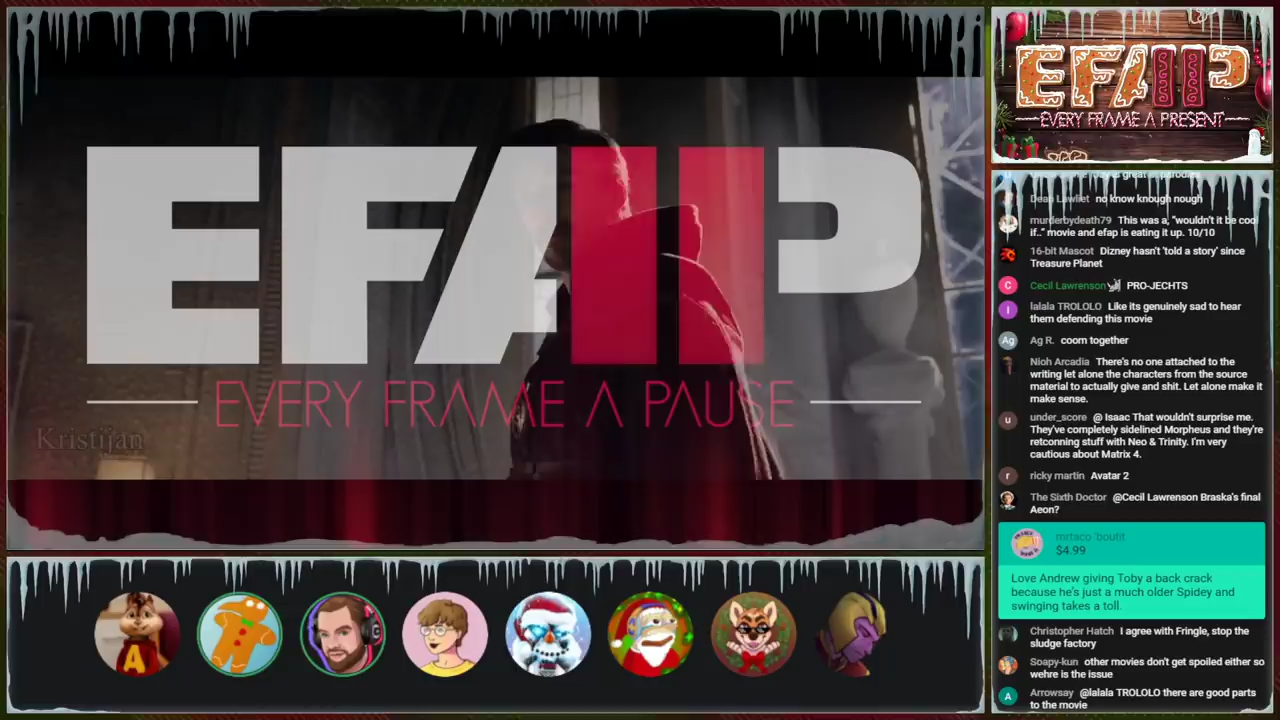 EFAP
EVERY FRAME A PAUSE
Kristijan
EFAP
EVERY FRAME A PRESENT
is great at parodies
Dean Lawliet no know knough nough
murderbydeath79 This was a, "wouldn't it be cool
if.." movie and efap is eating it up. 10/10
16-bit Mascot Dizney hasn't 'told a story' since
Treasure Planet
Cecil Lawrenson PRO-JECHTS
lalala TROLOLO Like its genuinely sad to hear
them defending this movie
Ag
Ag R. coom together
Nioh Arcadia There's no one attached to the
writing let alone the characters from the source
material to actually give and shit. Let alone make it
make sense.
under_score @ Isaac That wouldn't surprise me.
They've completely sidelined Morpheus and they're
retconning stuff with Neo & Trinity. I'm very
cautious about Matrix 4.
ricky martin Avatar 2
The Sixth Doctor @Cecil Lawrenson Braska's final
Aeon?
mrtaco 'boutit
$4.99
Love Andrew giving Toby a back crack
because he's just a much older Spidey and
swinging takes a toll.
Christopher Hatch I agree with Fringle, stop the
sludge factory
Soapy-kun other movies don't get spoiled either so
wehre is the issue
Arrowsay @lalala TROLOLO there are good parts
to the movie